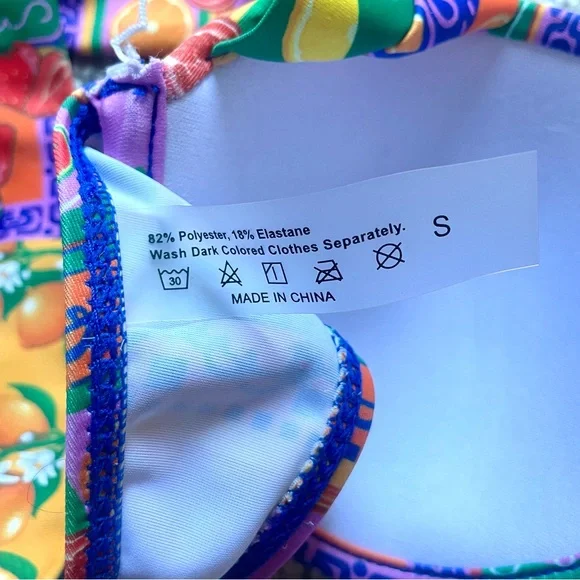 82% Polyester, 18% Elastane
Wash Dark Colored Clothes Separately.
S
30
MADE IN CHINA